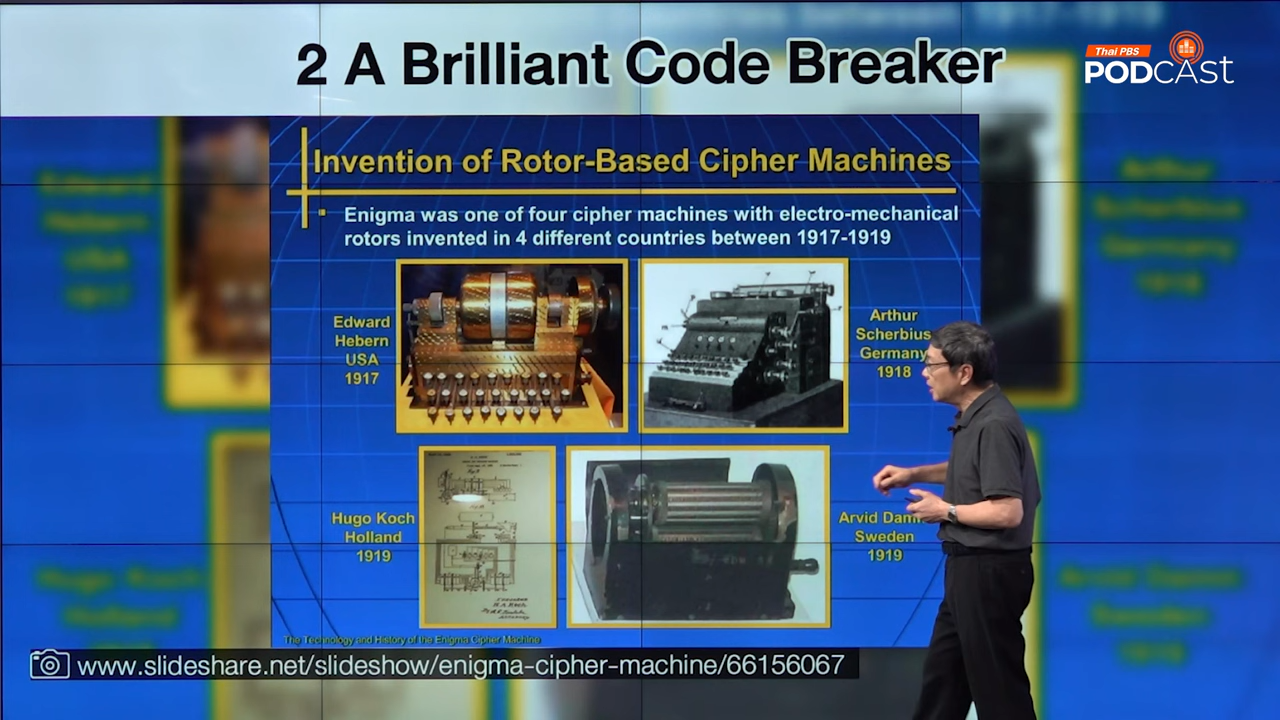 2 A Brilliant Code Breaker
Thai PBS
PODCAST
Invention of Rotor-Based Cipher Machines
Enigma was one of four cipher machines with electro-mechanical
rotors invented in 4 different countries between 1917-1919
Edward
Hebern
USA
1917
Arthur
Scherbius
Germany
1918
Hugo Koch
Holland
1919
Arvid
Sweden
1919
The Technology and History of the Enigma Cipher Machine
www.slideshare.net/slideshow/enigma-cipher-machine/66156067